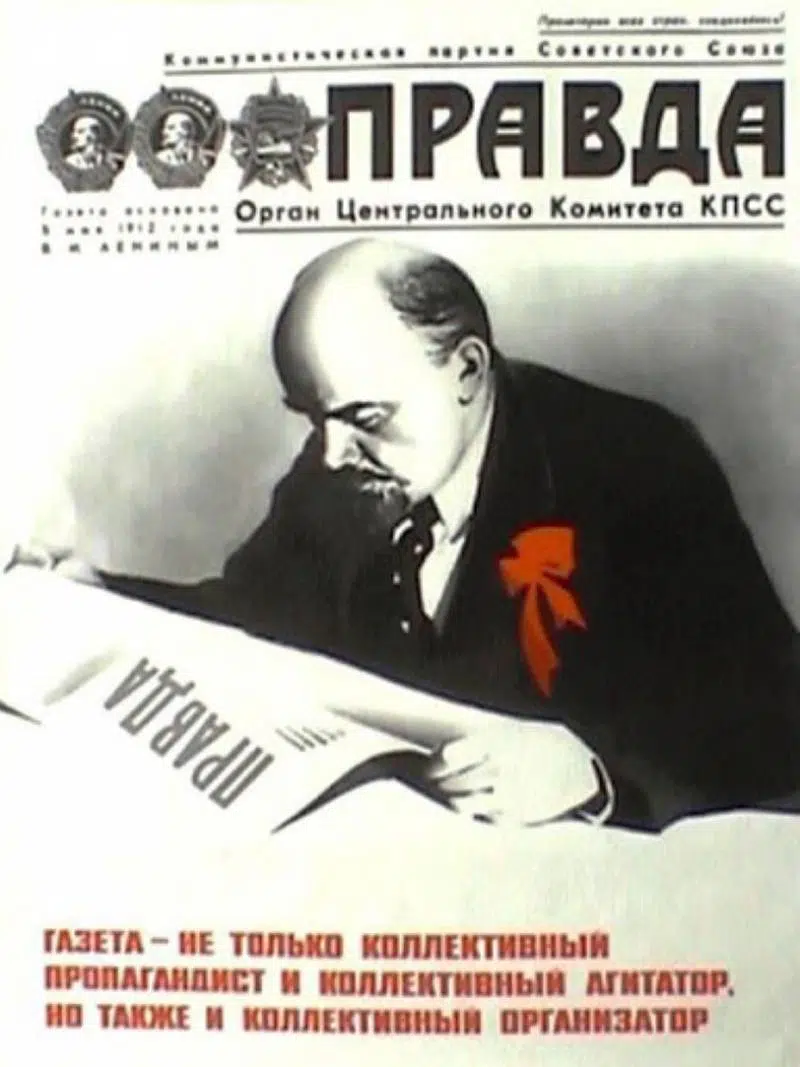 Пролетарии всех стран, соединяйтесь!
Коммунистическая партия Советского Союза
ПРАВДА
Орган Центрального Комитета КПСС
Газета основана
5 мая 1912 года
В. И. ЛЕНИНЫМ
ПРАВДА
ГАЗЕТА – НЕ ТОЛЬКО КОЛЛЕКТИВНЫЙ
ПРОПАГАНДИСТ И КОЛЛЕКТИВНЫЙ АГИТАТОР,
НО ТАКЖЕ И КОЛЛЕКТИВНЫЙ ОРГАНИЗАТОР